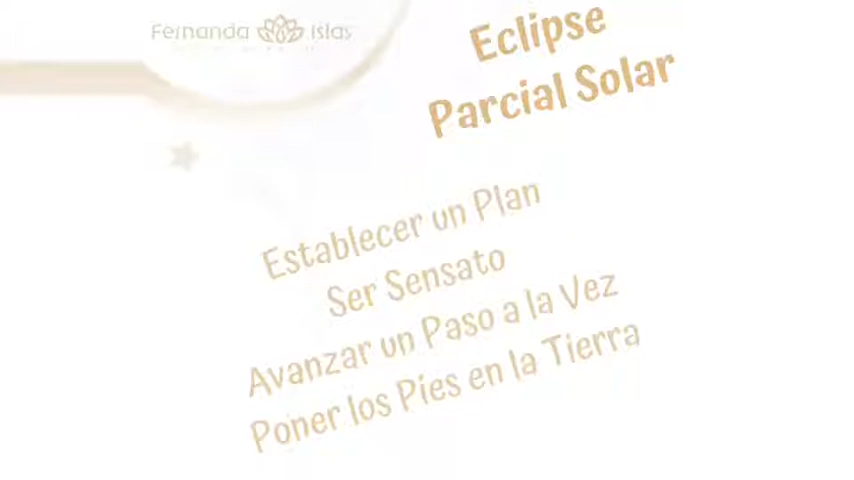 Fernanda Islas
Eclipse
Parcial Solar
Establecer un Plan
Ser Sensato
Avanzar un Paso a la Vez
Poner los Pies en la Tierra